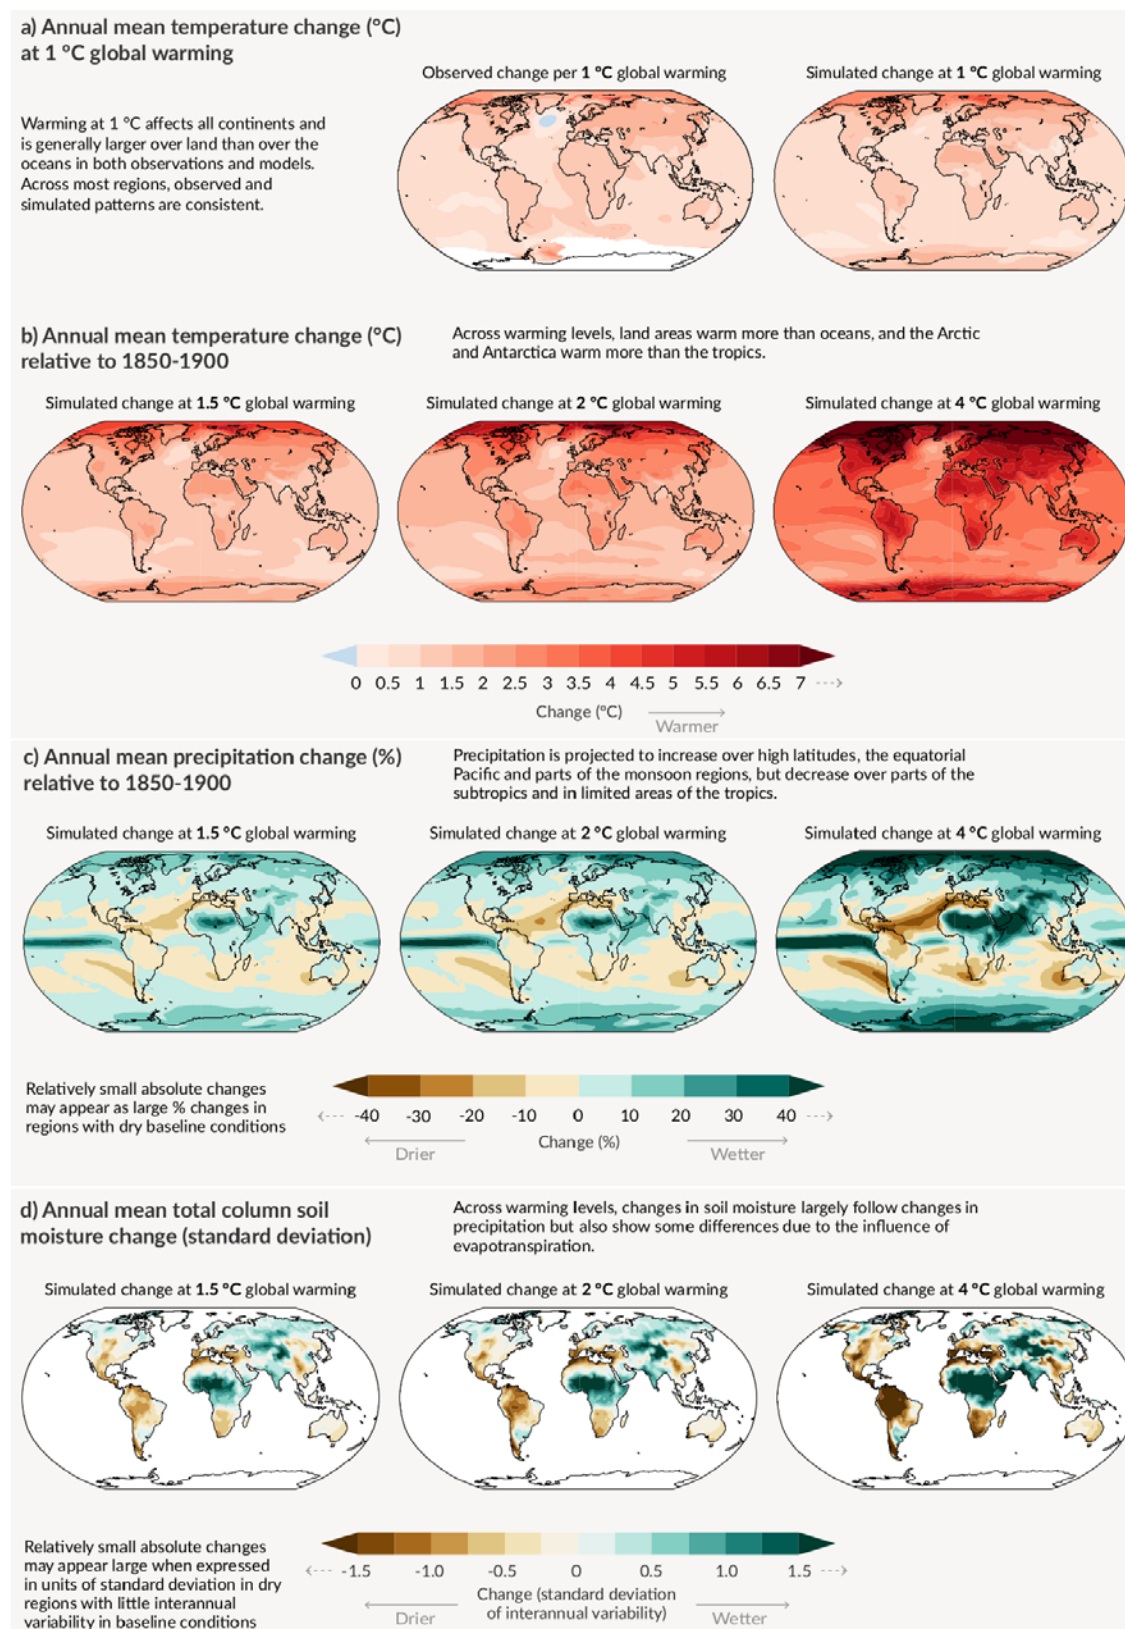 a) Annual mean temperature change (°C)
at 1 °C global warming
Warming at 1 °C affects all continents and
is generally larger over land than over the
oceans in both observations and models.
Across most regions, observed and
simulated patterns are consistent.
Observed change per 1 °C global warming
Simulated change at 1 °C global warming
b) Annual mean temperature change (°C)
relative to 1850-1900
Across warming levels, land areas warm more than oceans, and the Arctic
and Antarctica warm more than the tropics.
Simulated change at 1.5 °C global warming
Simulated change at 2 °C global warming
Simulated change at 4 °C global warming
0 0.5 1 1.5 2 2.5 3 3.5 4 4.5 5 5.5 6 6.5 7
Change (°C)
Warmer
c) Annual mean precipitation change (%)
relative to 1850-1900
Precipitation is projected to increase over high latitudes, the equatorial
Pacific and parts of the monsoon regions, but decrease over parts of the
subtropics and in limited areas of the tropics.
Simulated change at 1.5 °C global warming
Simulated change at 2 °C global warming
Simulated change at 4 °C global warming
Relatively small absolute changes
may appear as large % changes in
regions with dry baseline conditions
-40 -30 -20 -10 0 10 20 30 40
Change (%)
Drier
Wetter
d) Annual mean total column soil
moisture change (standard deviation)
Across warming levels, changes in soil moisture largely follow changes in
precipitation but also show some differences due to the influence of
evapotranspiration.
Simulated change at 1.5 °C global warming
Simulated change at 2 °C global warming
Simulated change at 4 °C global warming
Relatively small absolute changes
may appear large when expressed
in units of standard deviation in dry
regions with little interannual
variability in baseline conditions
-1.5 -1.0 -0.5 0 0.5 1.0 1.5
Change (standard deviation
of interannual variability)
Drier
Wetter